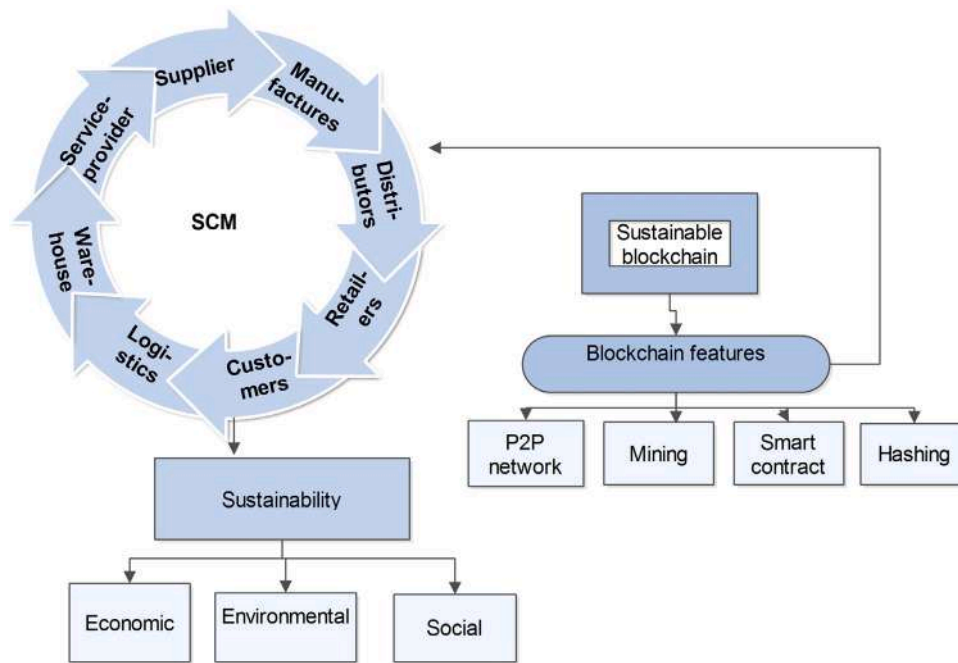 Supplier
Manu-
factures
Distri-
butors
Retail-
ers
Custo-
mers
Logi-
stics
Ware-
house
Service-
provider
SCM
Sustainable
blockchain
Blockchain features
P2P
network
Mining
Smart
contract
Hashing
Sustainability
Economic
Environmental
Social